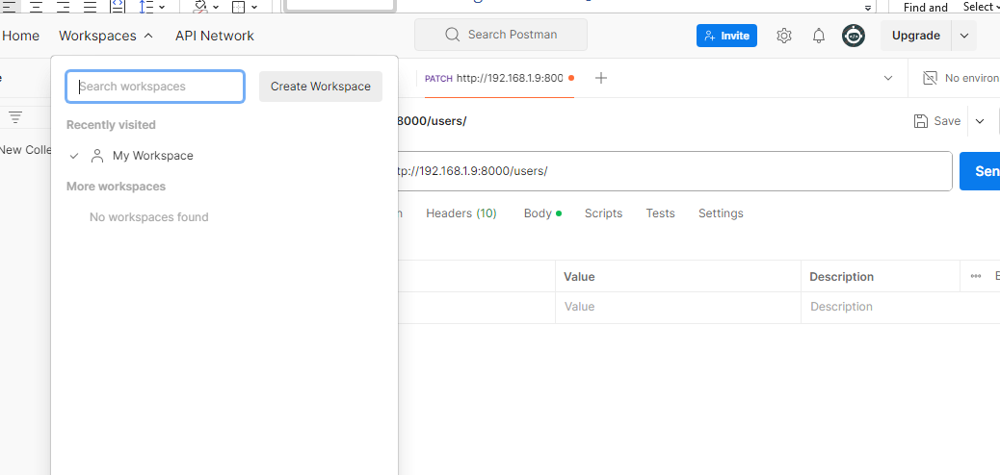 Find and
Select
Home
Workspaces
API Network
Search Postman
Invite
Upgrade
Search workspaces
Create Workspace
PATCH http://192.168.1.9:800
No environ
Recently visited
:8000/users/
Save
New Colle
My Workspace
tp://192.168.1.9:8000/users/
Sen
More workspaces
No workspaces found
Headers (10)
Body
Scripts
Tests
Settings
Value
Description
Value
Description